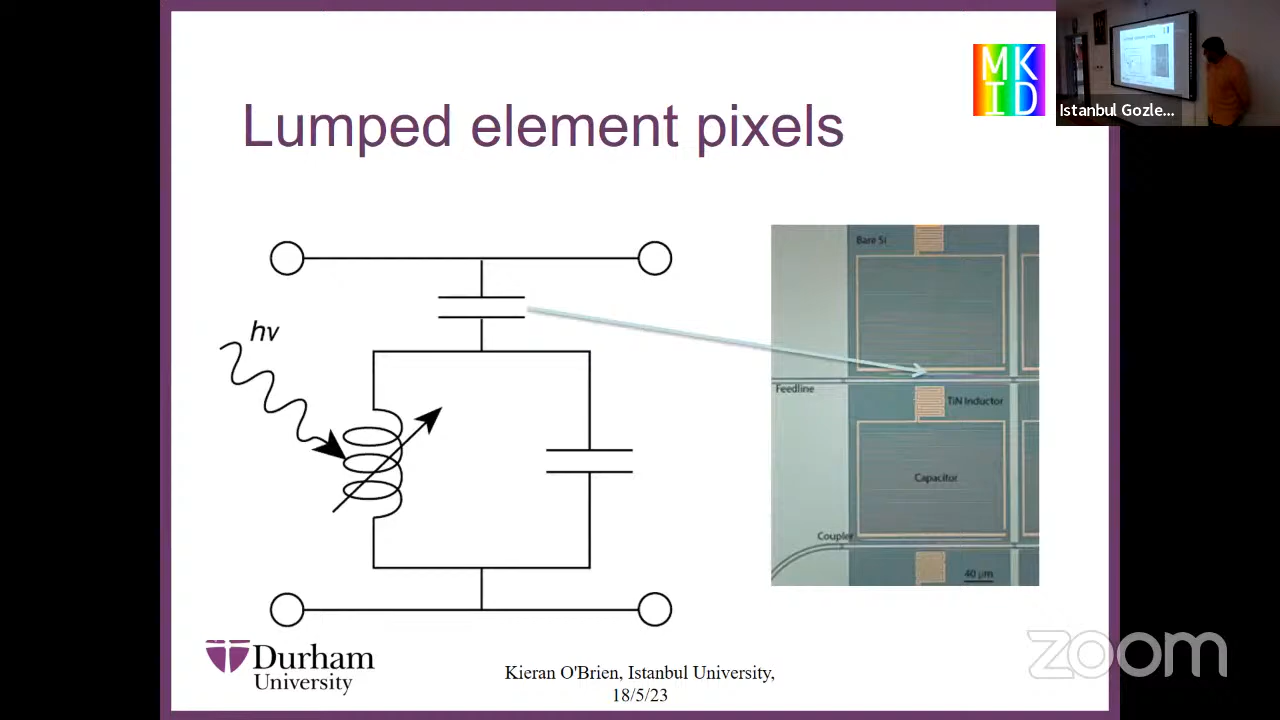 MK
ID
Istanbul Gozle...
Lumped element pixels
hν
Bare Si
Feedline
TiN Inductor
Capacitor
Coupler
40 μm
Durham
University
Kieran O'Brien, Istanbul University,
18/5/23
zoom